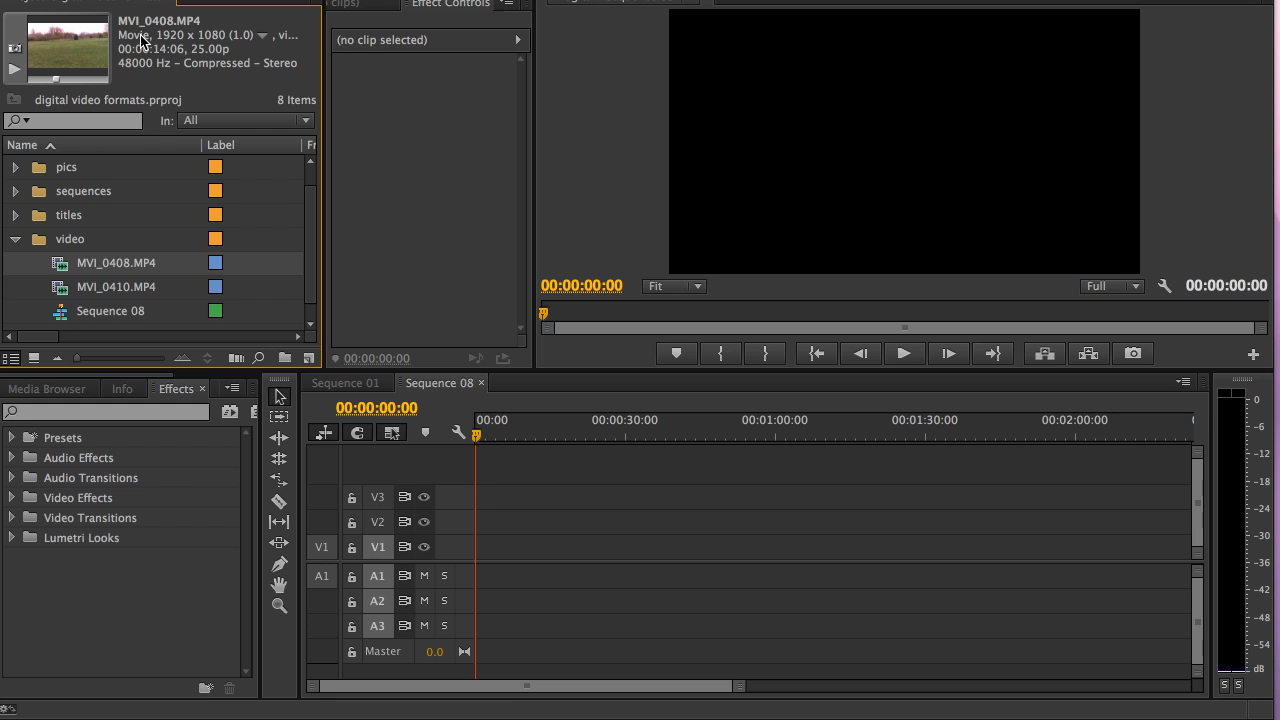 MVI_0408.MP4
Movie, 1920 x 1080 (1.0) , vi...
00:00:14:06, 25.00p
48000 Hz - Compressed - Stereo
digital video formats.prproj 8 Items
In: All
Name Label Fr
pics
sequences
titles
video
MVI_0408.MP4
MVI_0410.MP4
Sequence 08
clips) Effect Controls
(no clip selected)
00:00:00:00
00:00:00:00 Fit Full 00:00:00:00
Media Browser Info Effects ×
Presets
Audio Effects
Audio Transitions
Video Effects
Video Transitions
Lumetri Looks
Sequence 01 Sequence 08 ×
00:00:00:00
00:00 00:00:30:00 00:01:00:00 00:01:30:00 00:02:00:00
V3
V2
V1 V1
A1 A1 M S
A2 M S
A3 M S
Master 0.0
0
-6
-12
-18
-24
-30
-36
-42
-48
-54
dB
S S